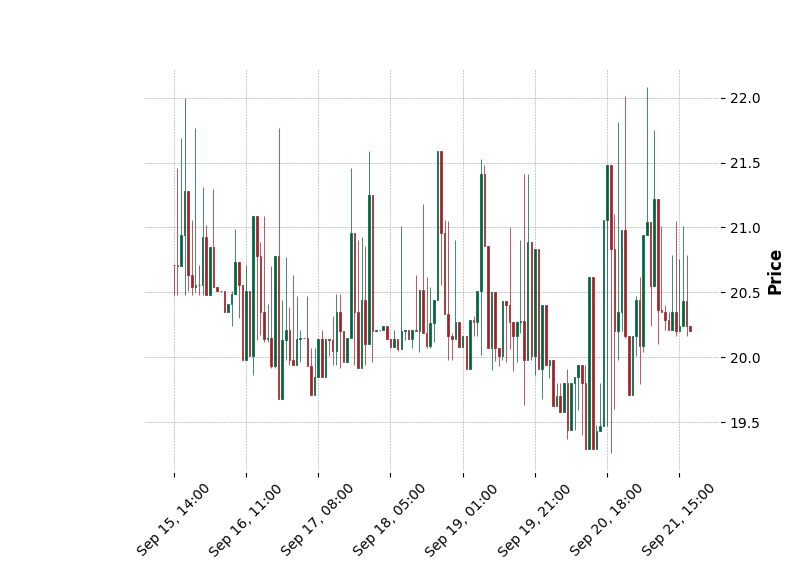 22.0
21.5
21.0
20.5
20.0
19.5
Price
Sep 15, 14:00
Sep 16, 11:00
Sep 17, 08:00
Sep 18, 05:00
Sep 19, 01:00
Sep 19, 21:00
Sep 20, 18:00
Sep 21, 15:00